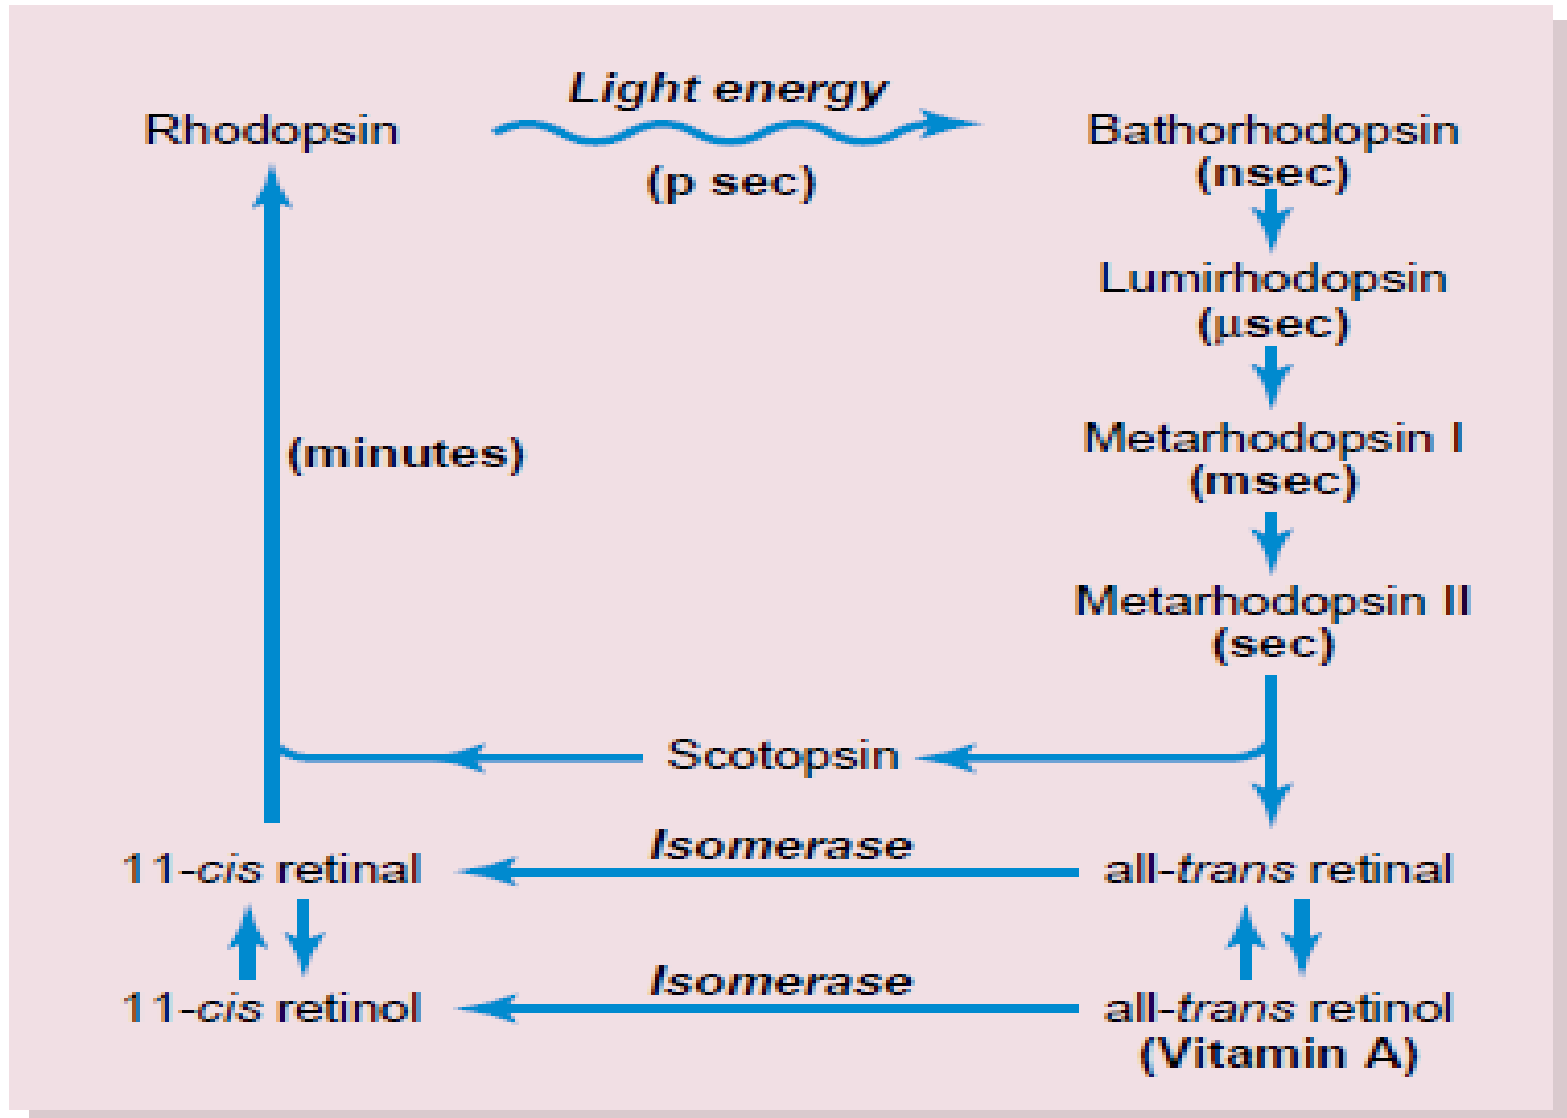 Light energy
Rhodopsin
(p sec)
Bathorhodopsin
(nsec)
Lumirhodopsin
(μsec)
Metarhodopsin I
(msec)
(minutes)
Metarhodopsin II
(sec)
Scotopsin
Isomerase
11-cis retinal
all-trans retinal
Isomerase
11-cis retinol
all-trans retinol
(Vitamin A)